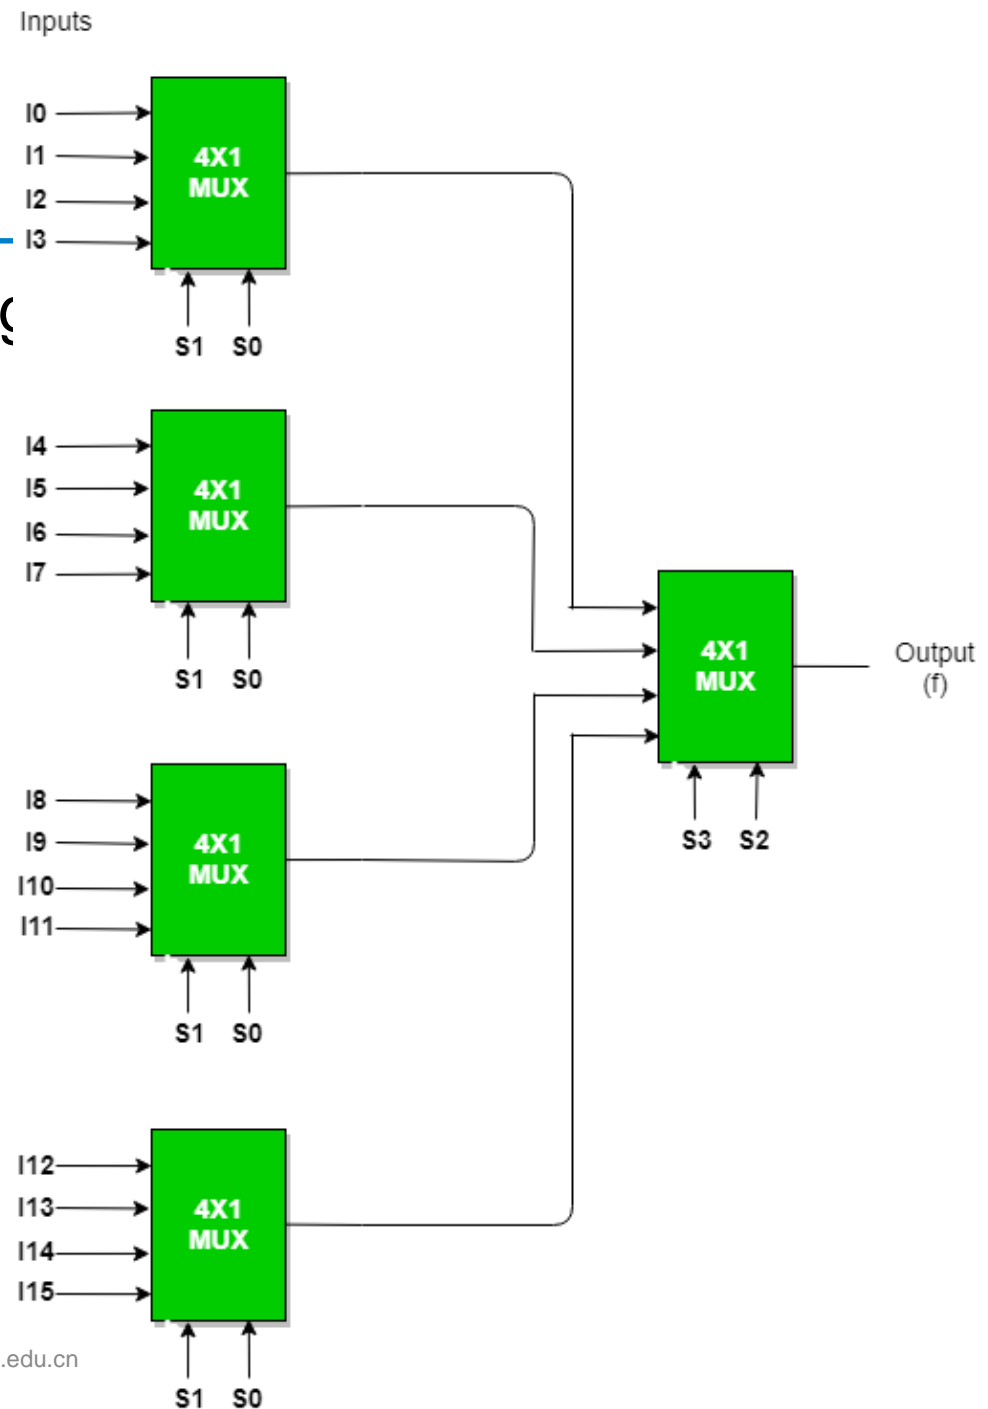 Inputs
I0
I1
I2
I3
4X1
MUX
S1 S0
I4
I5
I6
I7
4X1
MUX
S1 S0
4X1
MUX
Output
(f)
S3 S2
I8
I9
I10
I11
4X1
MUX
S1 S0
I12
I13
I14
I15
4X1
MUX
.edu.cn
S1 S0